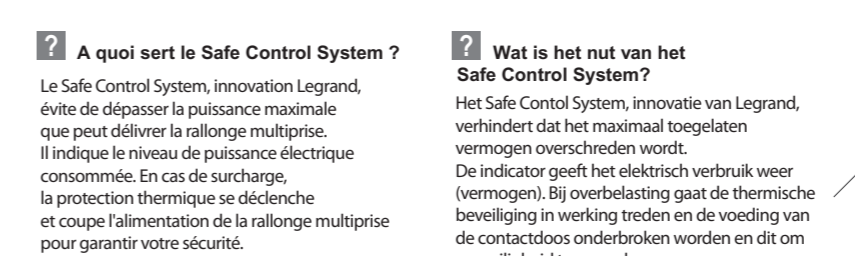 ? A quoi sert le Safe Control System ?
Le Safe Control System, innovation Legrand,
évite de dépasser la puissance maximale
que peut délivrer la rallonge multiprise.
Il indique le niveau de puissance électrique
consommée. En cas de surcharge,
la protection thermique se déclenche
et coupe l'alimentation de la rallonge multiprise
pour garantir votre sécurité.
? Wat is het nut van het
Safe Control System?
Het Safe Contol System, innovatie van Legrand,
verhindert dat het maximaal toegelaten
vermogen overschreden wordt.
De indicator geeft het elektrisch verbruik weer
(vermogen). Bij overbelasting gaat de thermische
beveiliging in werking treden en de voeding van
de contactdoos onderbroken worden en dit om